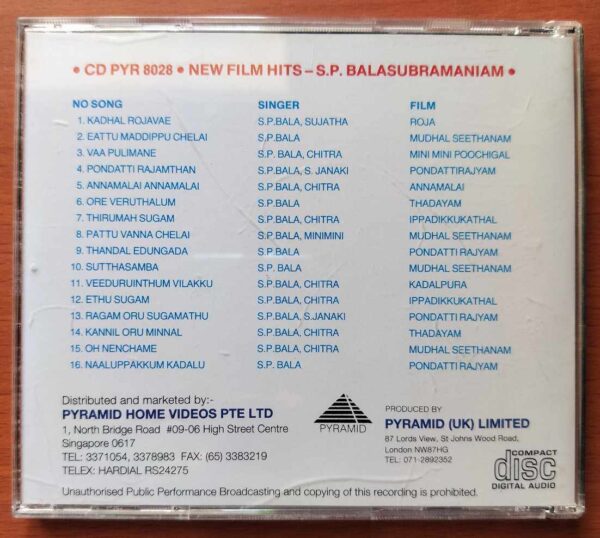 • CD PYR 8028 • NEW FILM HITS – S.P. BALASUBRAMANIAM •
NO SONG SINGER FILM
1. KADHAL ROJAVAE S.P.BALA, SUJATHA ROJA
2. EATTU MADDIPPU CHELAI S.P.BALA MUDHAL SEETHANAM
3. VAA PULIMANE S.P. BALA, CHITRA MINI MINI POOCHIGAL
4. PONDATTI RAJAMTHAN S.P.BALA, S. JANAKI PONDATTIRAJYAM
5. ANNAMALAI ANNAMALAI S.P.BALA, CHITRA ANNAMALAI
6. ORE VERUTHALUM S.P.BALA THADAYAM
7. THIRUMAH SUGAM S.P.BALA, CHITRA IPPADIKKUKATHAL
8. PATTU VANNA CHELAI S.P.BALA, MINIMINI MUDHAL SEETHANAM
9. THANDAL EDUNGADA S.P.BALA PONDATTI RAJYAM
10. SUTTHASAMBA S.P. BALA MUDHAL SEETHANAM
11. VEEDURUINTHUM VILAKKU S.P.BALA, CHITRA KADALPURA
12. ETHU SUGAM S.P.BALA, CHITRA IPPADIKKUKATHAL
13. RAGAM ORU SUGAMATHU S.P.BALA, S.JANAKI PONDATTI RAJYAM
14. KANNIL ORU MINNAL S.P.BALA, CHITRA THADAYAM
15. OH NENCHAME S.P.BALA, CHITRA MUDHAL SEETHANAM
16. NAALUPPAKKUM KADALU S.P. BALA PONDATTI RAJYAM
Distributed and marketed by:-
PYRAMID HOME VIDEOS PTE LTD
1, North Bridge Road #09-06 High Street Centre
Singapore 0617
TEL: 3371054, 3378983 FAX: (65) 3383219
TELEX: HARDIAL RS24275
PYRAMID
PRODUCED BY
PYRAMID (UK) LIMITED
87 Lords View, St Johns Wood Road,
London NW87HG
TEL: 071-2892352
COMPACT
disc
DIGITAL AUDIO
Unauthorised Public Performance Broadcasting and copying of this recording is prohibited.